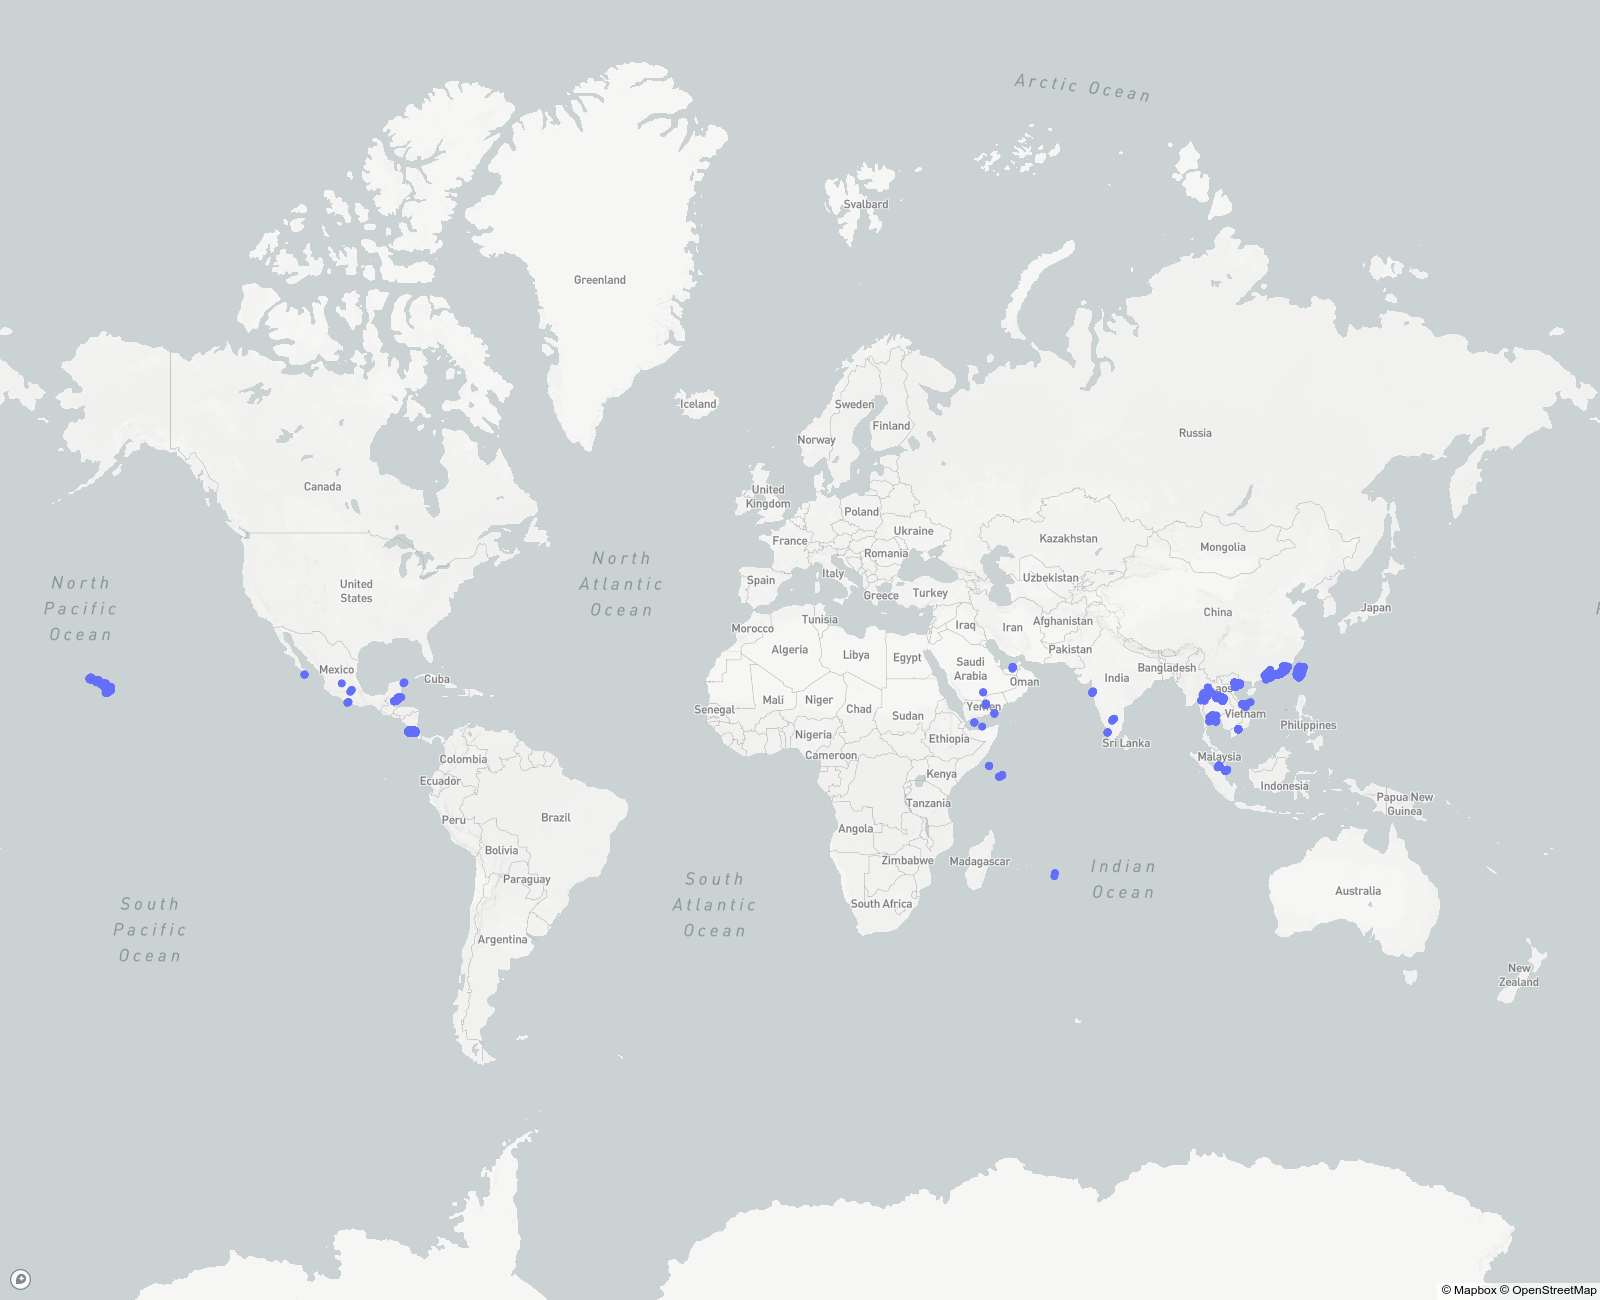 Arctic Ocean
Svalbard
Greenland
Iceland
Sweden
Finland
Norway
Russia
Canada
United
Kingdom
Poland
Ukraine
France
Romania
Kazakhstan
Mongolia
North
Atlantic
Ocean
North
Pacific
Ocean
United
States
Spain
Italy
Greece
Turkey
Uzbekistan
China
Japan
Morocco
Tunisia
Algeria
Libya
Egypt
Iraq
Iran
Afghanistan
Pakistan
Saudi
Arabia
Oman
India
Bangladesh
Laos
Mexico
Cuba
Senegal
Mali
Niger
Chad
Sudan
Yemen
Vietnam
Philippines
Nigeria
Ethiopia
Sri Lanka
Cameroon
Kenya
Malaysia
Indonesia
Colombia
Ecuador
Peru
Brazil
Tanzania
Papua New
Guinea
Angola
Bolivia
Zimbabwe
Madagascar
Paraguay
South Africa
Indian
Ocean
Australia
South
Atlantic
Ocean
South
Pacific
Ocean
Argentina
New
Zealand
© Mapbox © OpenStreetMap